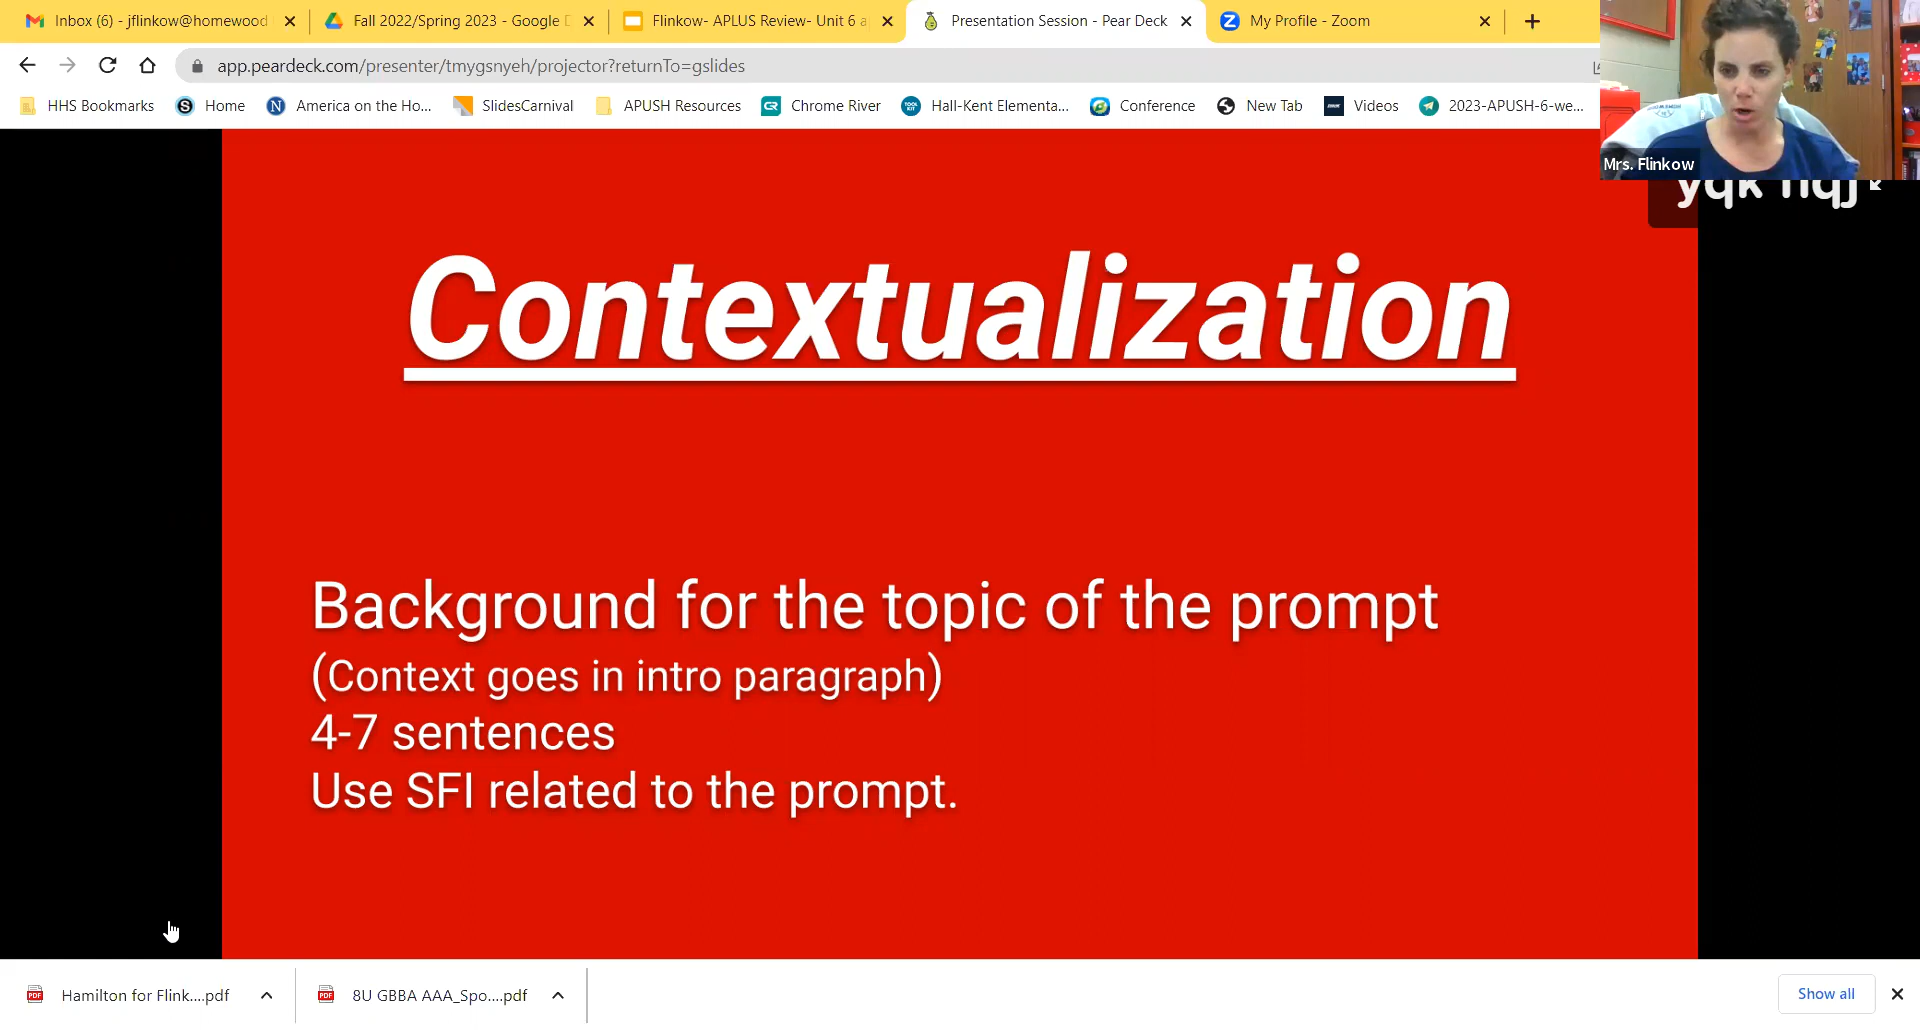 Inbox (6) - jflinkow@homewood
Fall 2022/Spring 2023 - Google D
Flinkow- APLUS Review- Unit 6 a
Presentation Session - Pear Deck
My Profile - Zoom
app.peardeck.com/presenter/tmygsnyeh/projector?returnTo=gslides
HHS Bookmarks
Home
America on the Ho...
SlidesCarnival
APUSH Resources
Chrome River
Hall-Kent Elementa...
Conference
New Tab
Videos
2023-APUSH-6-we...
Mrs. Flinkow
Contextualization
Background for the topic of the prompt
(Context goes in intro paragraph)
4-7 sentences
Use SFI related to the prompt.
Hamilton for Flink....pdf
8U GBBA AAA_Spo....pdf
Show all